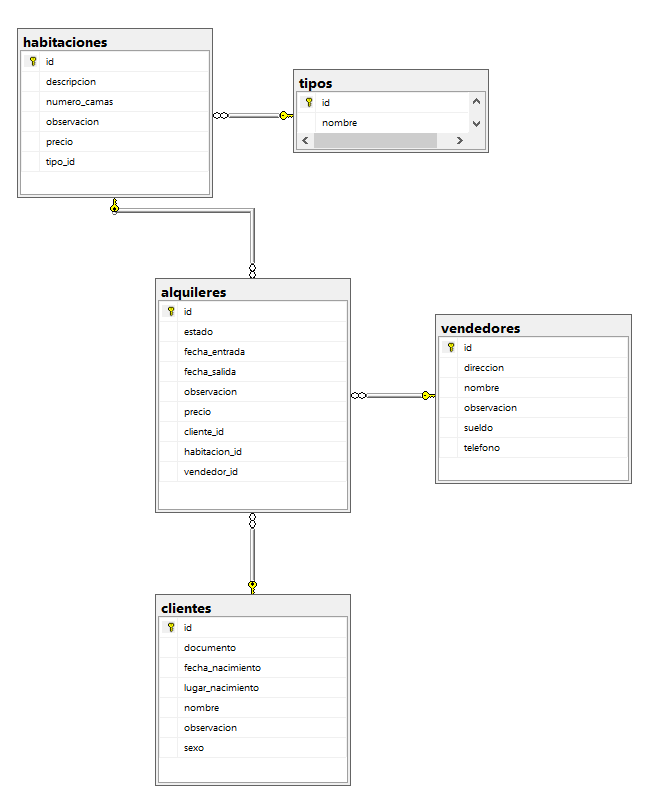 habitaciones
id
descripcion
numero_camas
observacion
precio
tipo_id
tipos
id
nombre
alquileres
id
estado
fecha_entrada
fecha_salida
observacion
precio
cliente_id
habitacion_id
vendedor_id
vendedores
id
direccion
nombre
observacion
sueldo
telefono
clientes
id
documento
fecha_nacimiento
lugar_nacimiento
nombre
observacion
sexo